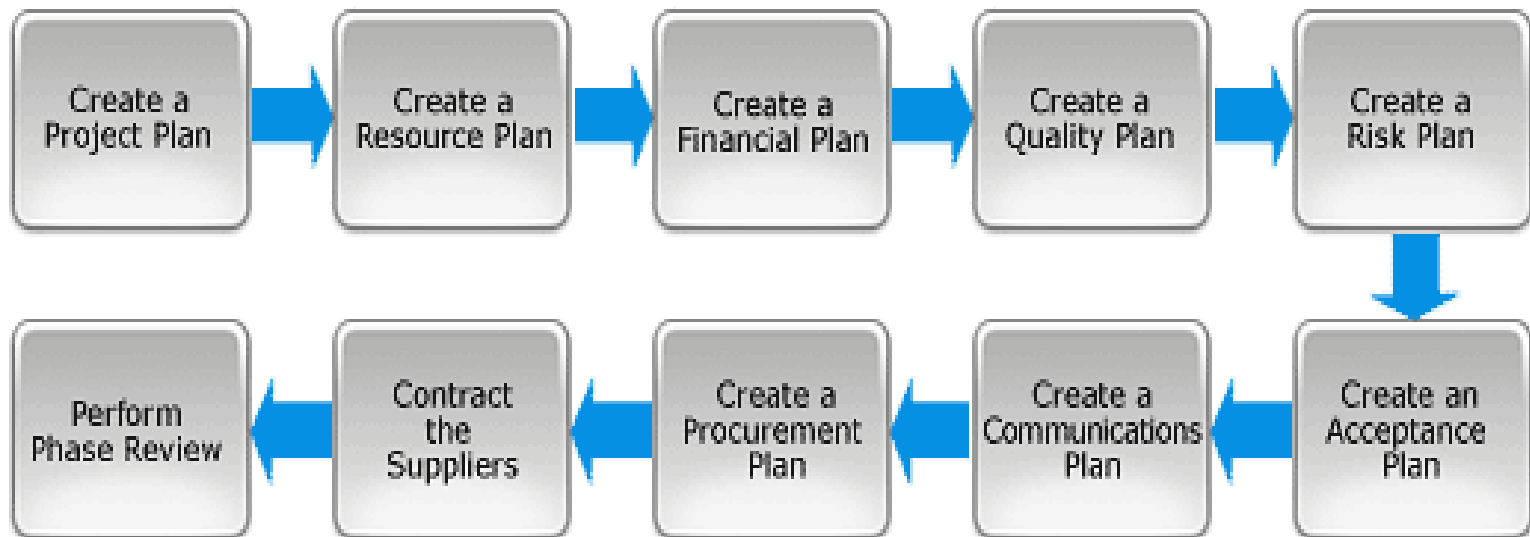 Create a
Project Plan
Create a
Resource Plan
Create a
Financial Plan
Create a
Quality Plan
Create a
Risk Plan
Create an
Acceptance
Plan
Create a
Communications
Plan
Create a
Procurement
Plan
Contract
the
Suppliers
Perform
Phase Review